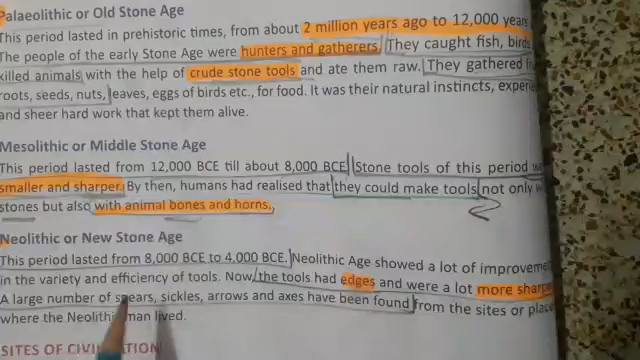 Palaeolithic or Old Stone Age
This period lasted in prehistoric times, from about 2 million years ago to 12,000 years
The people of the early Stone Age were hunters and gatherers. They caught fish, birds
killed animals with the help of crude stone tools and ate them raw. They gathered
roots, seeds, nuts, leaves, eggs of birds etc., for food. It was their natural instincts,
and sheer hard work that kept them alive.
Mesolithic or Middle Stone Age
This period lasted from 12,000 BCE till about 8,000 BCE. Stone tools of this period
smaller and sharper. By then, humans had realised that they could make tools not only
stones but also with animal bones and horns.
Neolithic or New Stone Age
This period lasted from 8,000 BCE to 4,000 BCE. Neolithic Age showed a lot of
in the variety and efficiency of tools. Now the tools had edges and were a lot more
A large number of spears, sickles, arrows and axes have been found from the sites or
where the man lived.
SITES OF